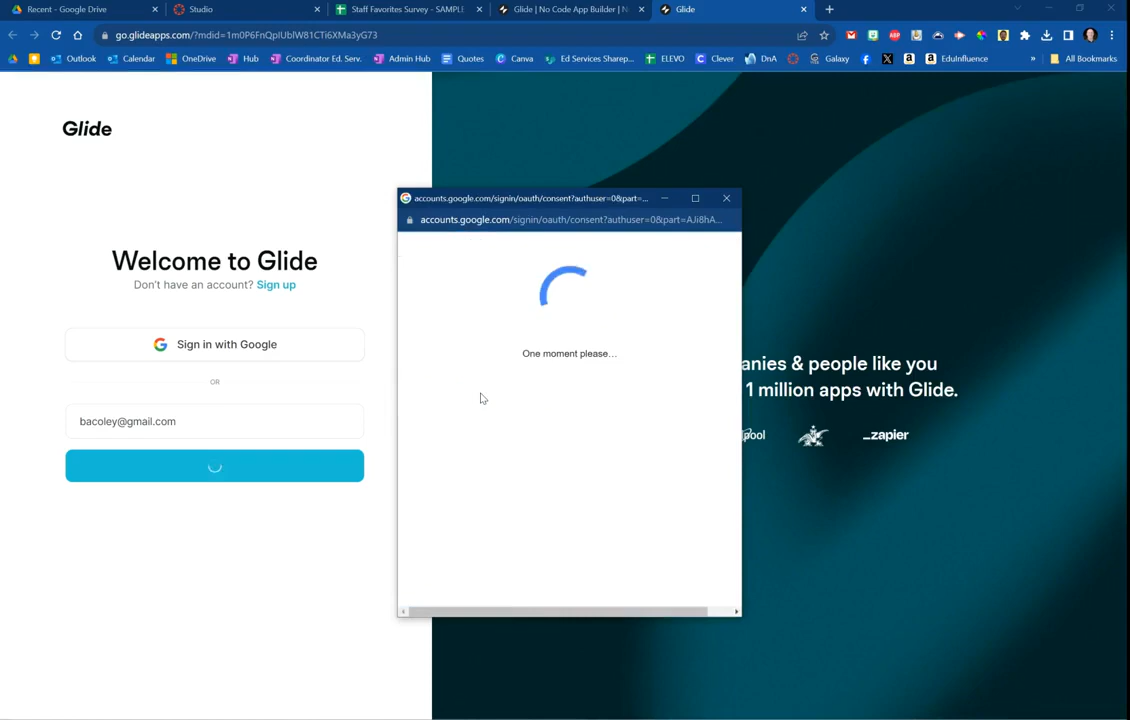 Recent - Google Drive
Studio
Staff Favorites Survey - SAMPLE
Glide | No Code App Builder | N
Glide
go.glideapps.com/?mdid=1m0P6FnQpIUblW81CTi6XMa3yG73
Outlook
Calendar
OneDrive
Hub
Coordinator Ed. Serv.
Admin Hub
Quotes
Canva
Ed Services Sharep...
ELEVO
Clever
DnA
Galaxy
EduInfluence
»
All Bookmarks
Glide
accounts.google.com/signin/oauth/consent?authuser=0&part=...
accounts.google.com/signin/oauth/consent?authuser=0&part=AJi8hA...
Welcome to Glide
Don't have an account? Sign up
Sign in with Google
One moment please...
OR
bacoley@gmail.com
anies & people like you
1 million apps with Glide.
pool
_zapier